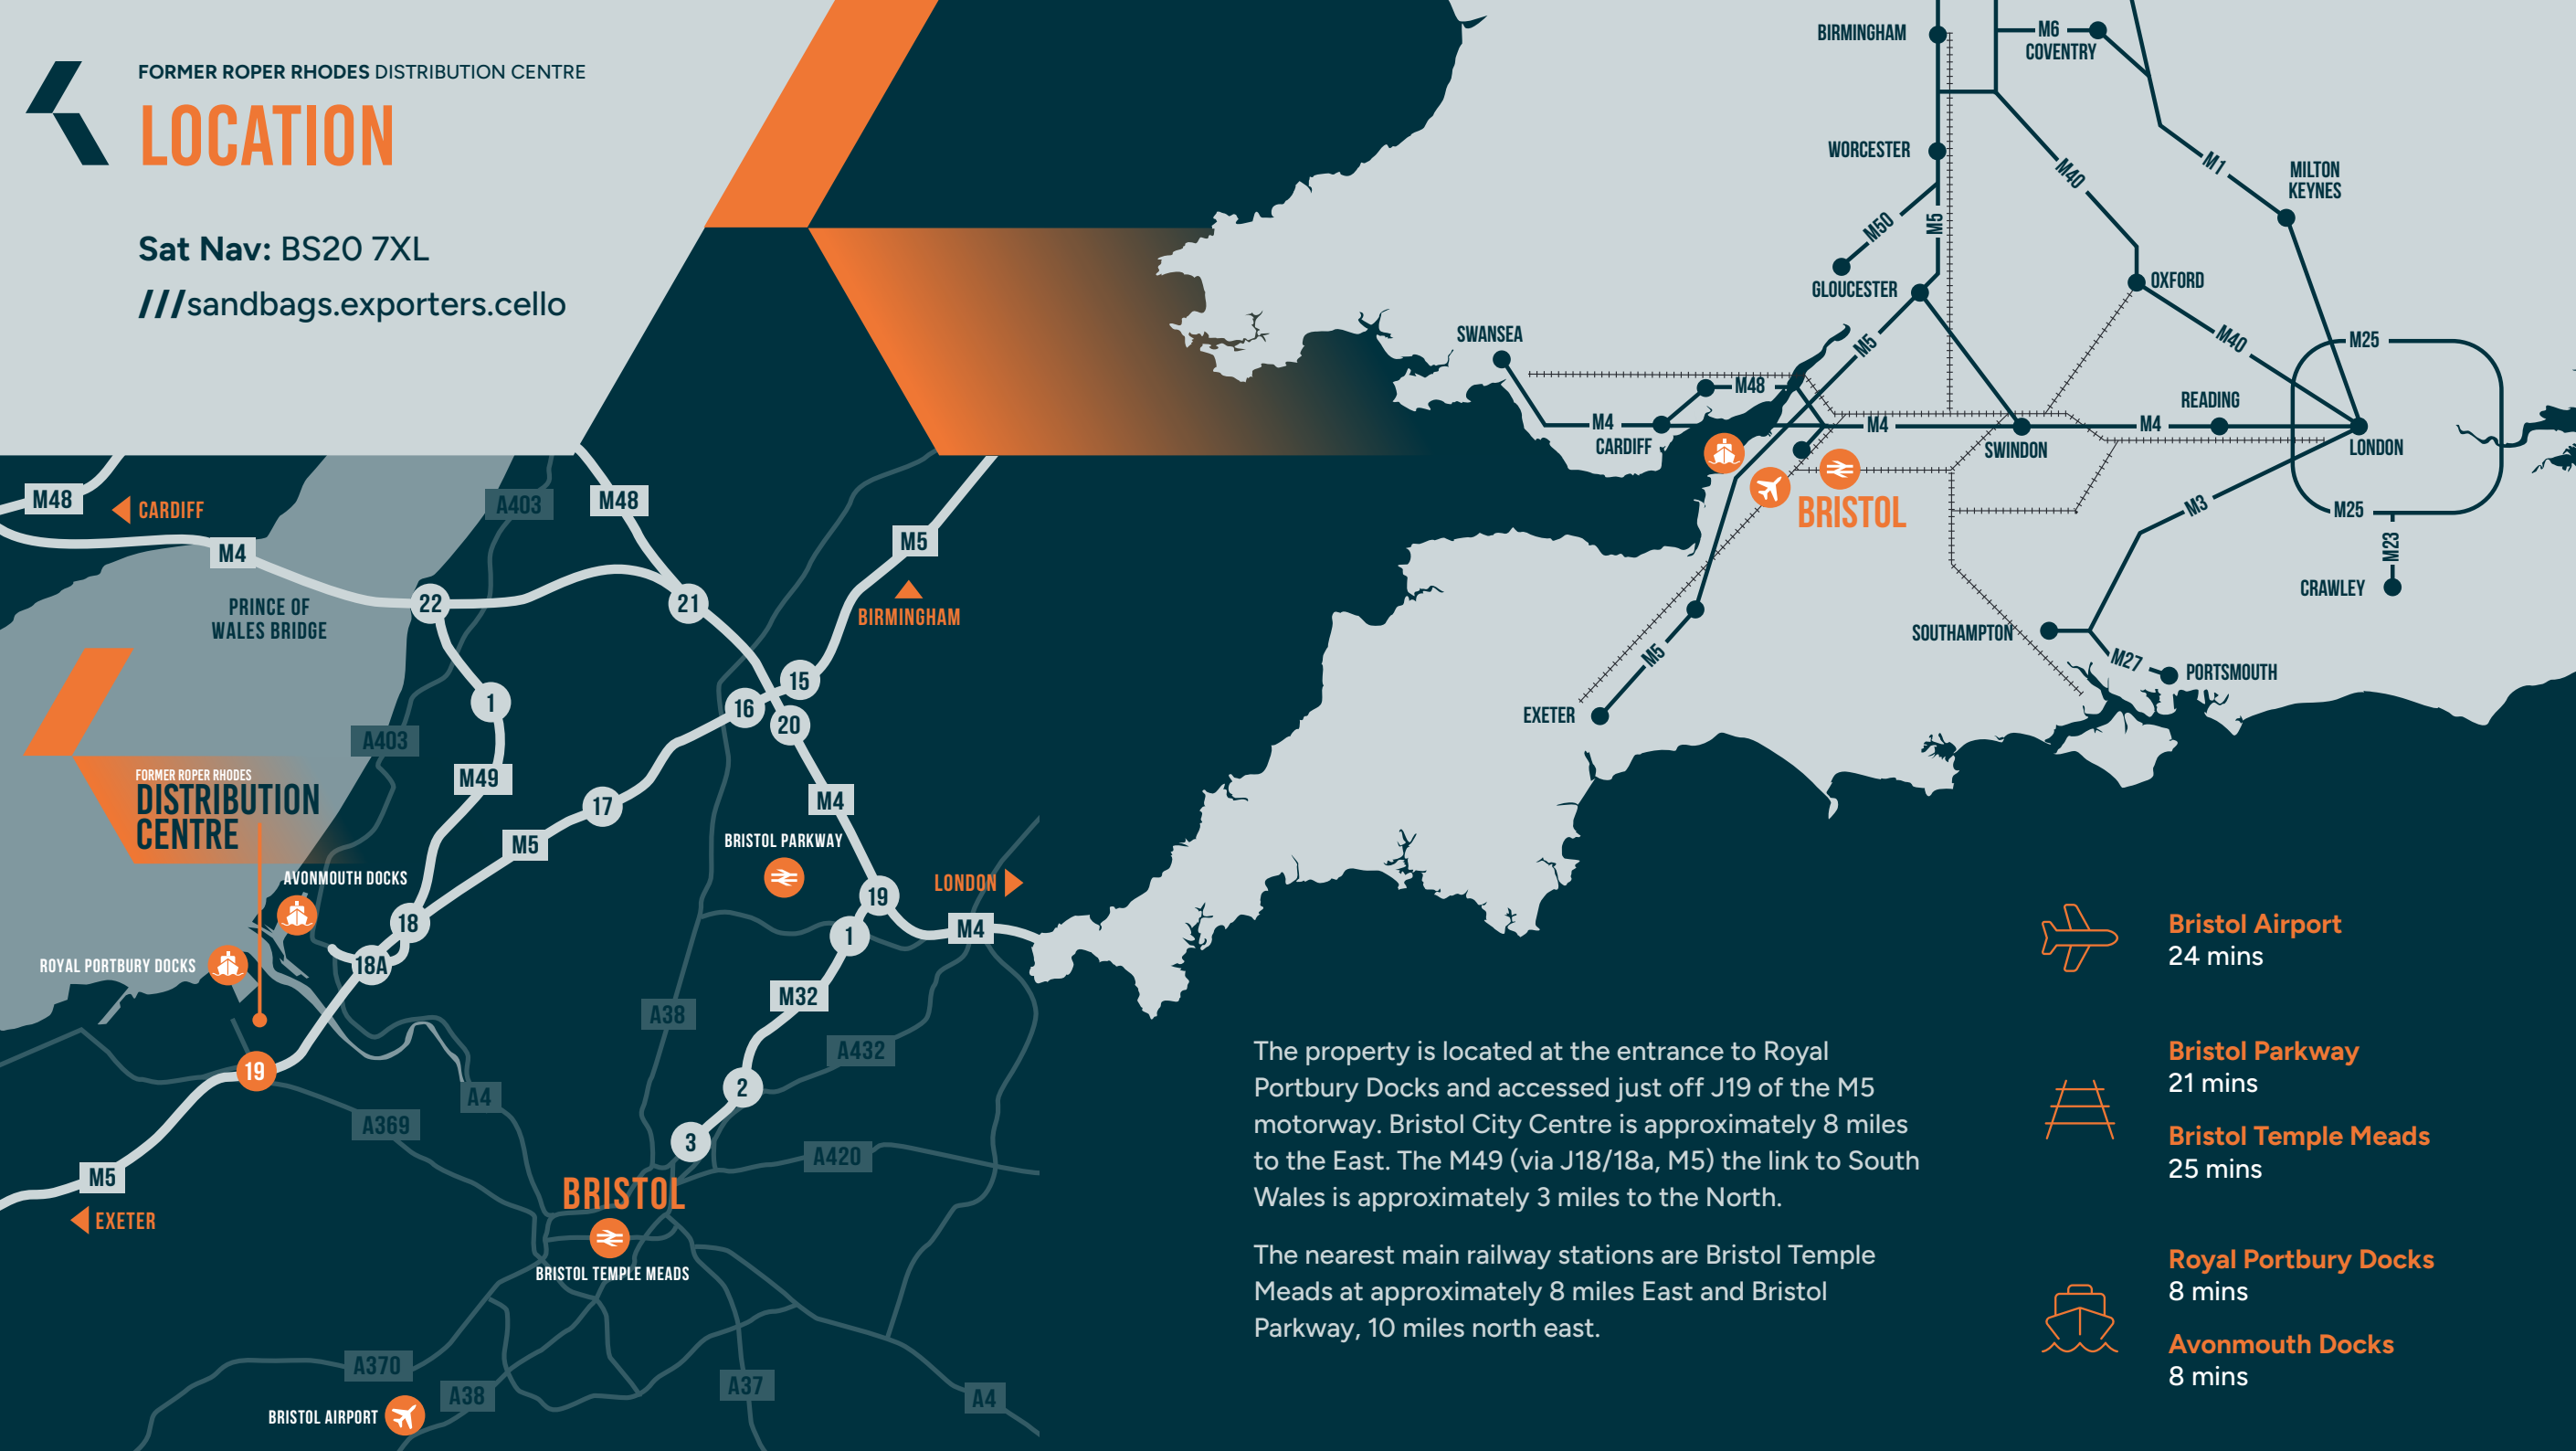 FORMER ROPER RHODES DISTRIBUTION CENTRE
LOCATION
Sat Nav: BS20 7XL
///sandbags.exporters.cello
BIRMINGHAM
M6
COVENTRY
WORCESTER
M40
M1
MILTON
KEYNES
M50
M5
GLOUCESTER
OXFORD
SWANSEA
M5
M40
M25
M48
READING
M4
M4
M4
CARDIFF
SWINDON
LONDON
BRISTOL
M3
M25
M23
CRAWLEY
SOUTHAMPTON
M5
M27
PORTSMOUTH
EXETER
M48
CARDIFF
A403
M48
M4
M5
PRINCE OF
WALES BRIDGE
22
21
BIRMINGHAM
1
15
16
20
A403
M49
M4
FORMER ROPER RHODES
DISTRIBUTION
CENTRE
17
M5
BRISTOL PARKWAY
AVONMOUTH DOCKS
LONDON
19
18
M4
1
ROYAL PORTBURY DOCKS
18A
M32
A38
A432
19
2
A4
A369
3
A420
M5
BRISTOL
EXETER
BRISTOL TEMPLE MEADS
A370
A38
A37
A4
BRISTOL AIRPORT
The property is located at the entrance to Royal
Portbury Docks and accessed just off J19 of the M5
motorway. Bristol City Centre is approximately 8 miles
to the East. The M49 (via J18/18a, M5) the link to South
Wales is approximately 3 miles to the North.
The nearest main railway stations are Bristol Temple
Meads at approximately 8 miles East and Bristol
Parkway, 10 miles north east.
Bristol Airport
24 mins
Bristol Parkway
21 mins
Bristol Temple Meads
25 mins
Royal Portbury Docks
8 mins
Avonmouth Docks
8 mins